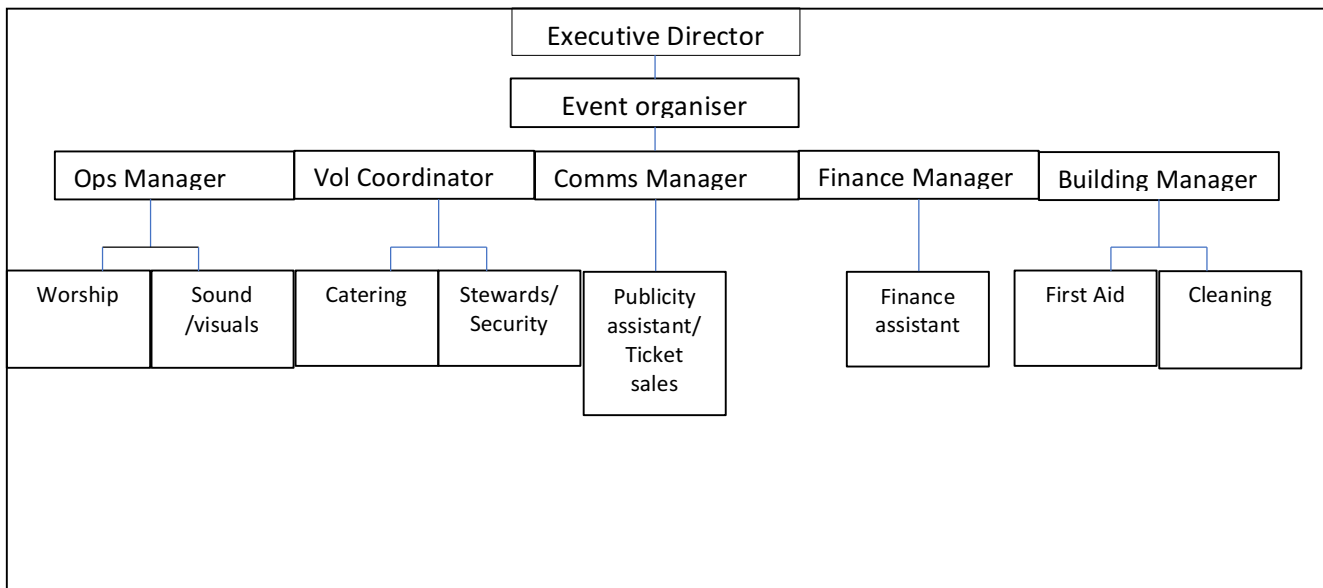 Executive Director
Event organiser
Ops Manager
Vol Coordinator
Comms Manager
Finance Manager
Building Manager
Worship
Sound
/visuals
Catering
Stewards/
Security
Publicity
assistant/
Ticket
sales
Finance
assistant
First Aid
Cleaning